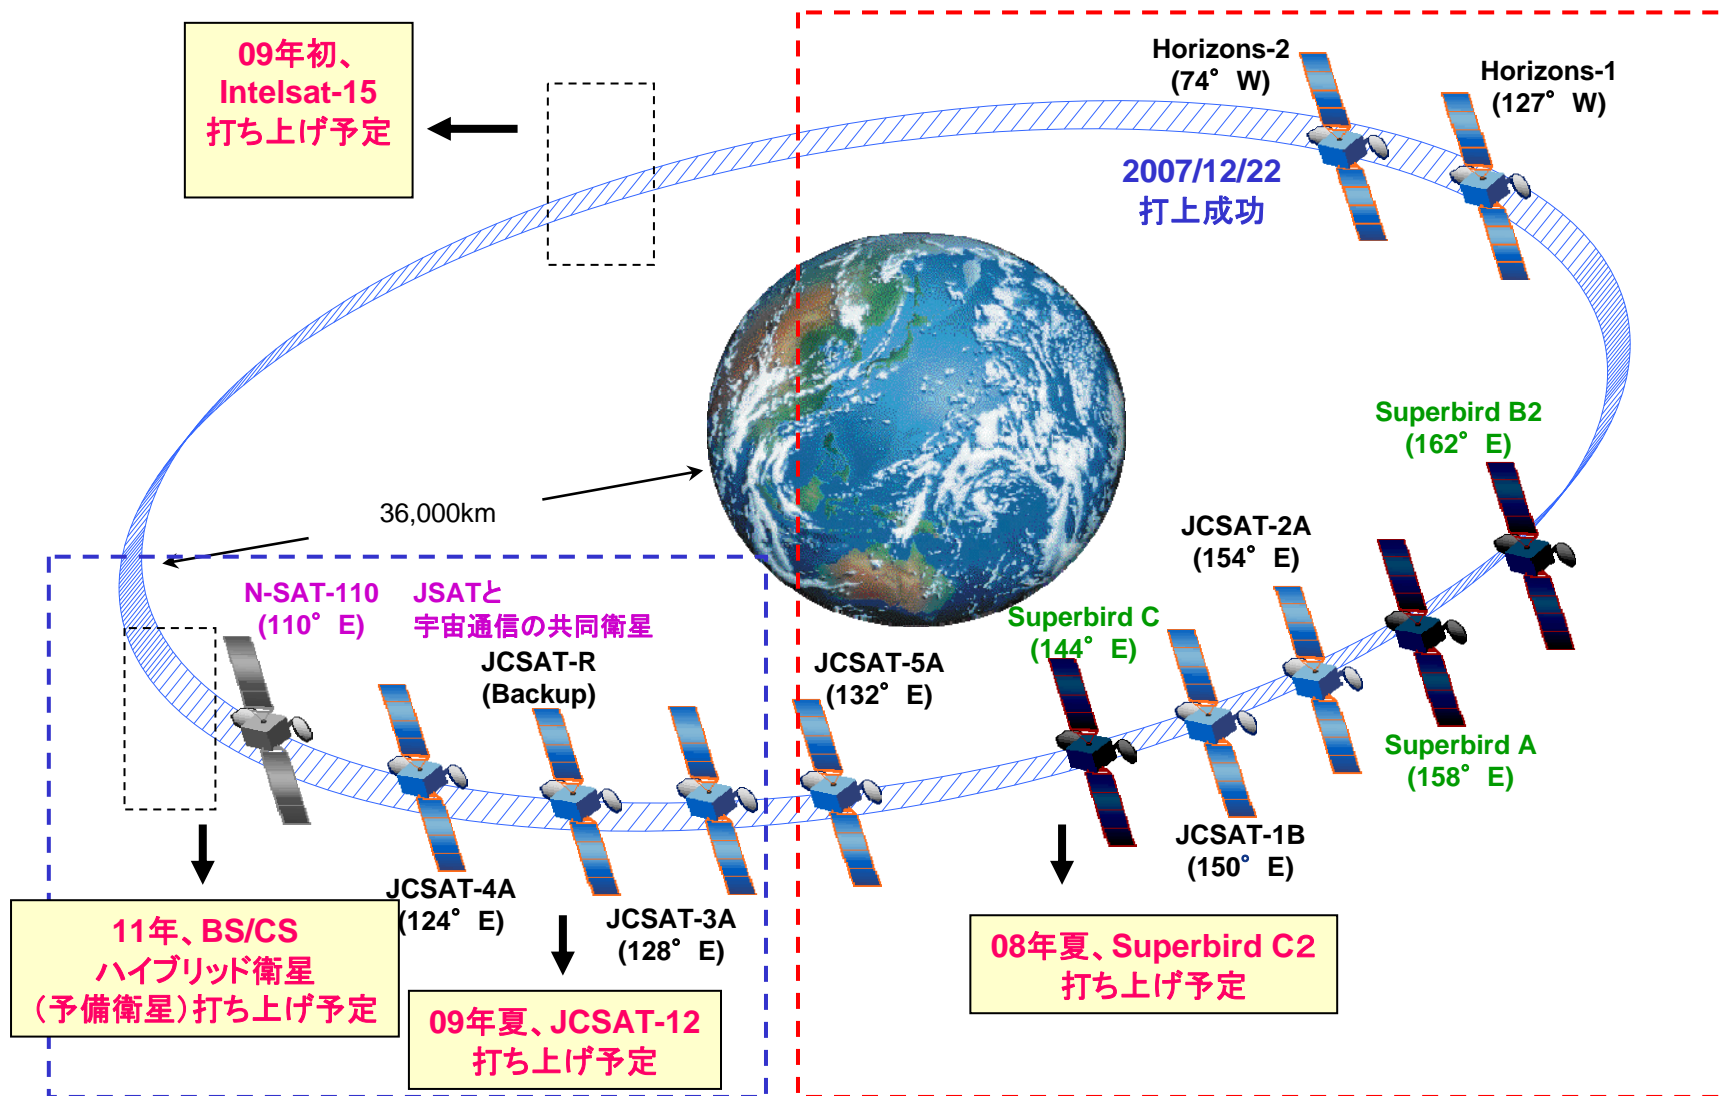 09年初、
Intelsat-15
打ち上げ予定
Horizons-2
(74° W)
Horizons-1
(127° W)
2007/12/22
打上成功
Superbird B2
(162° E)
36,000km
JCSAT-2A
(154° E)
N-SAT-110
(110° E)
JSATと
宇宙通信の共同衛星
Superbird C
(144° E)
JCSAT-R
(Backup)
JCSAT-5A
(132° E)
Superbird A
(158° E)
JCSAT-1B
(150° E)
JCSAT-4A
(124° E)
JCSAT-3A
(128° E)
11年、BS/CS
ハイブリッド衛星
(予備衛星)打ち上げ予定
09年夏、JCSAT-12
打ち上げ予定
08年夏、Superbird C2
打ち上げ予定